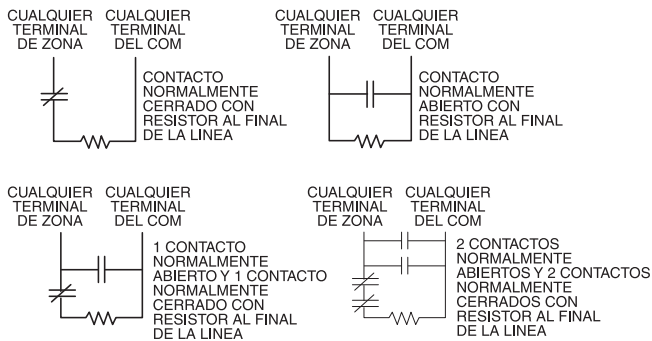 CUALQUIER
TERMINAL
DE ZONA
CUALQUIER
TERMINAL
DEL COM
CONTACTO
NORMALMENTE
CERRADO CON
RESISTOR AL FINAL
DE LA LINEA
CUALQUIER
TERMINAL
DE ZONA
CUALQUIER
TERMINAL
DEL COM
CONTACTO
NORMALMENTE
ABIERTO CON
RESISTOR AL FINAL
DE LA LINEA
CUALQUIER
TERMINAL
DE ZONA
CUALQUIER
TERMINAL
DEL COM
1 CONTACTO
NORMALMENTE
ABIERTO Y 1 CONTACTO
NORMALMENTE
CERRADO CON
RESISTOR AL FINAL
DE LA LINEA
CUALQUIER
TERMINAL
DE ZONA
CUALQUIER
TERMINAL
DEL COM
2 CONTACTOS
NORMALMENTE
ABIERTOS Y 2 CONTACTOS
NORMALMENTE
CERRADOS CON
RESISTOR AL FINAL
DE LA LINEA